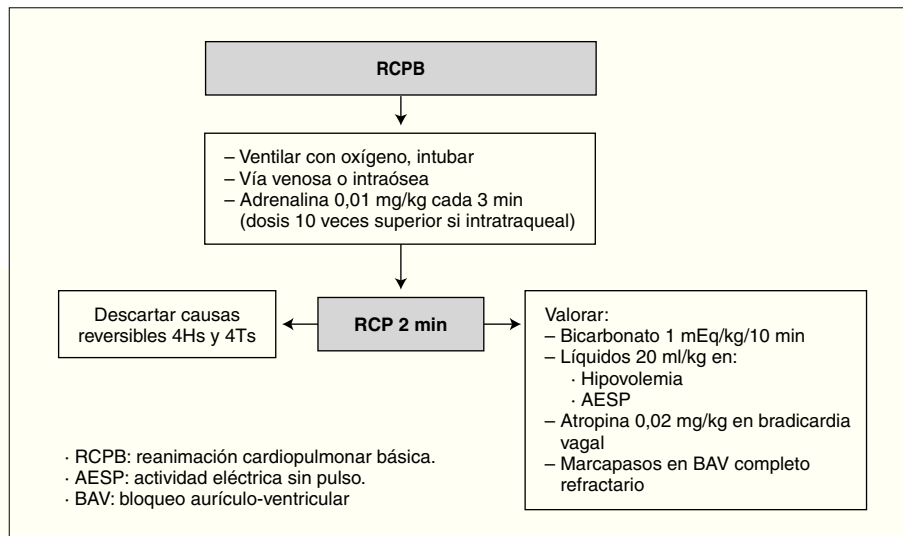 RCPB
– Ventilar con oxígeno, intubar
– Vía venosa o intraósea
– Adrenalina 0,01 mg/kg cada 3 min
(dosis 10 veces superior si intratraqueal)
Descartar causas
reversibles 4Hs y 4Ts
RCP 2 min
Valorar:
– Bicarbonato 1 mEq/kg/10 min
– Líquidos 20 ml/kg en:
· Hipovolemia
· AESP
– Atropina 0,02 mg/kg en bradicardia
vagal
– Marcapasos en BAV completo
refractario
· RCPB: reanimación cardiopulmonar básica.
· AESP: actividad eléctrica sin pulso.
· BAV: bloqueo aurículo-ventricular